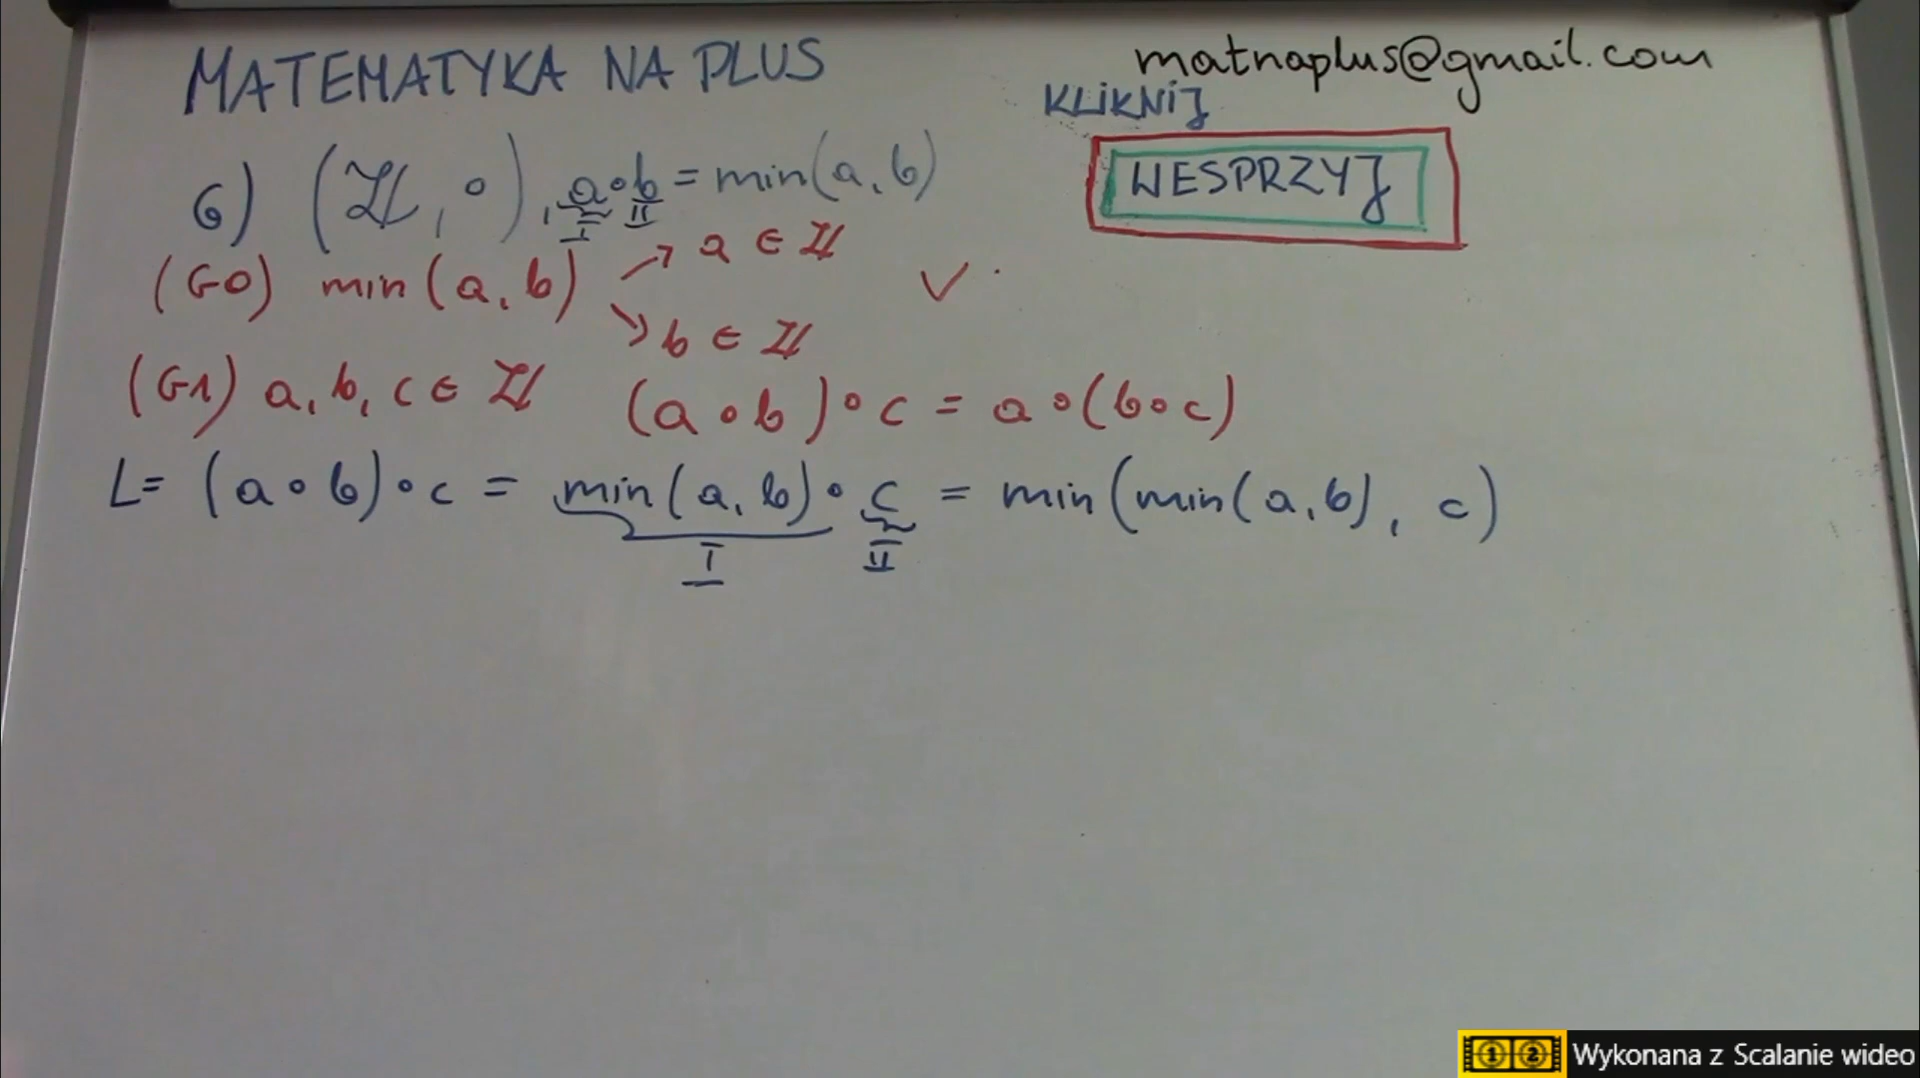 MATEMATYKA NA PLUS
matnaplus@gmail.com
KLIKNIJ
WESPRZYJ
6) (ℤ, ∘), a∘b = min(a,b)
I II
(G0) min(a,b) ↗ a ∈ ℤ ✓
↘ b ∈ ℤ
(G1) a, b, c ∈ ℤ (a∘b)∘c = a∘(b∘c)
L= (a∘b)∘c = min(a,b)∘c = min(min(a,b), c)
I II
Wykonana z Scalanie wideo